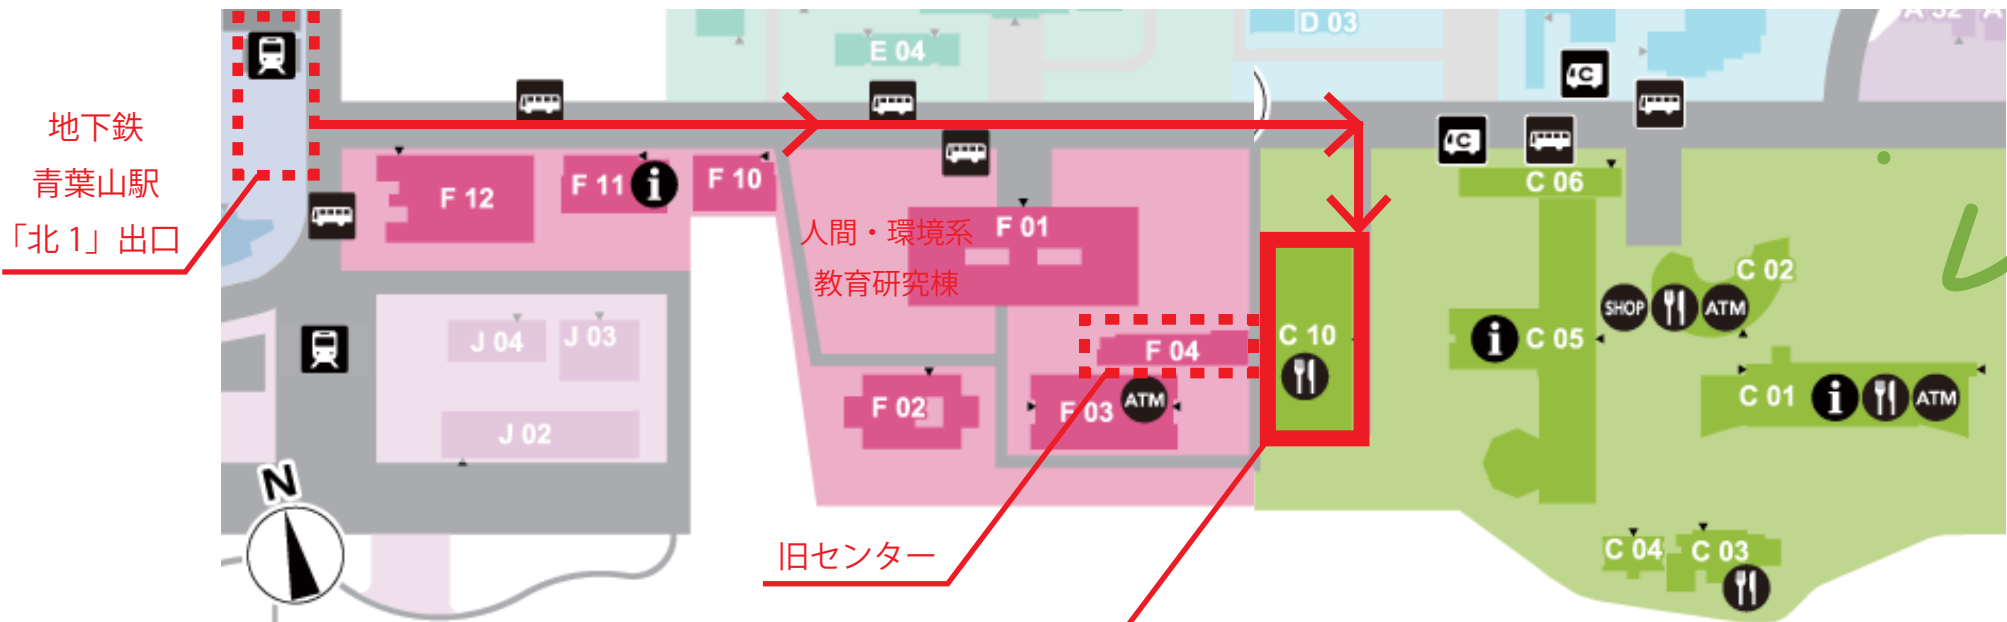 D 03
E 04
地下鉄
青葉山駅
「北 1」出口
F 12
F 11
F 10
人間・環境系
教育研究棟
F 01
C 06
C 02
SHOP
ATM
J 04
J 03
F 04
C 10
C 05
C 01
ATM
F 02
F 03
ATM
J 02
N
旧センター
C 04
C 03